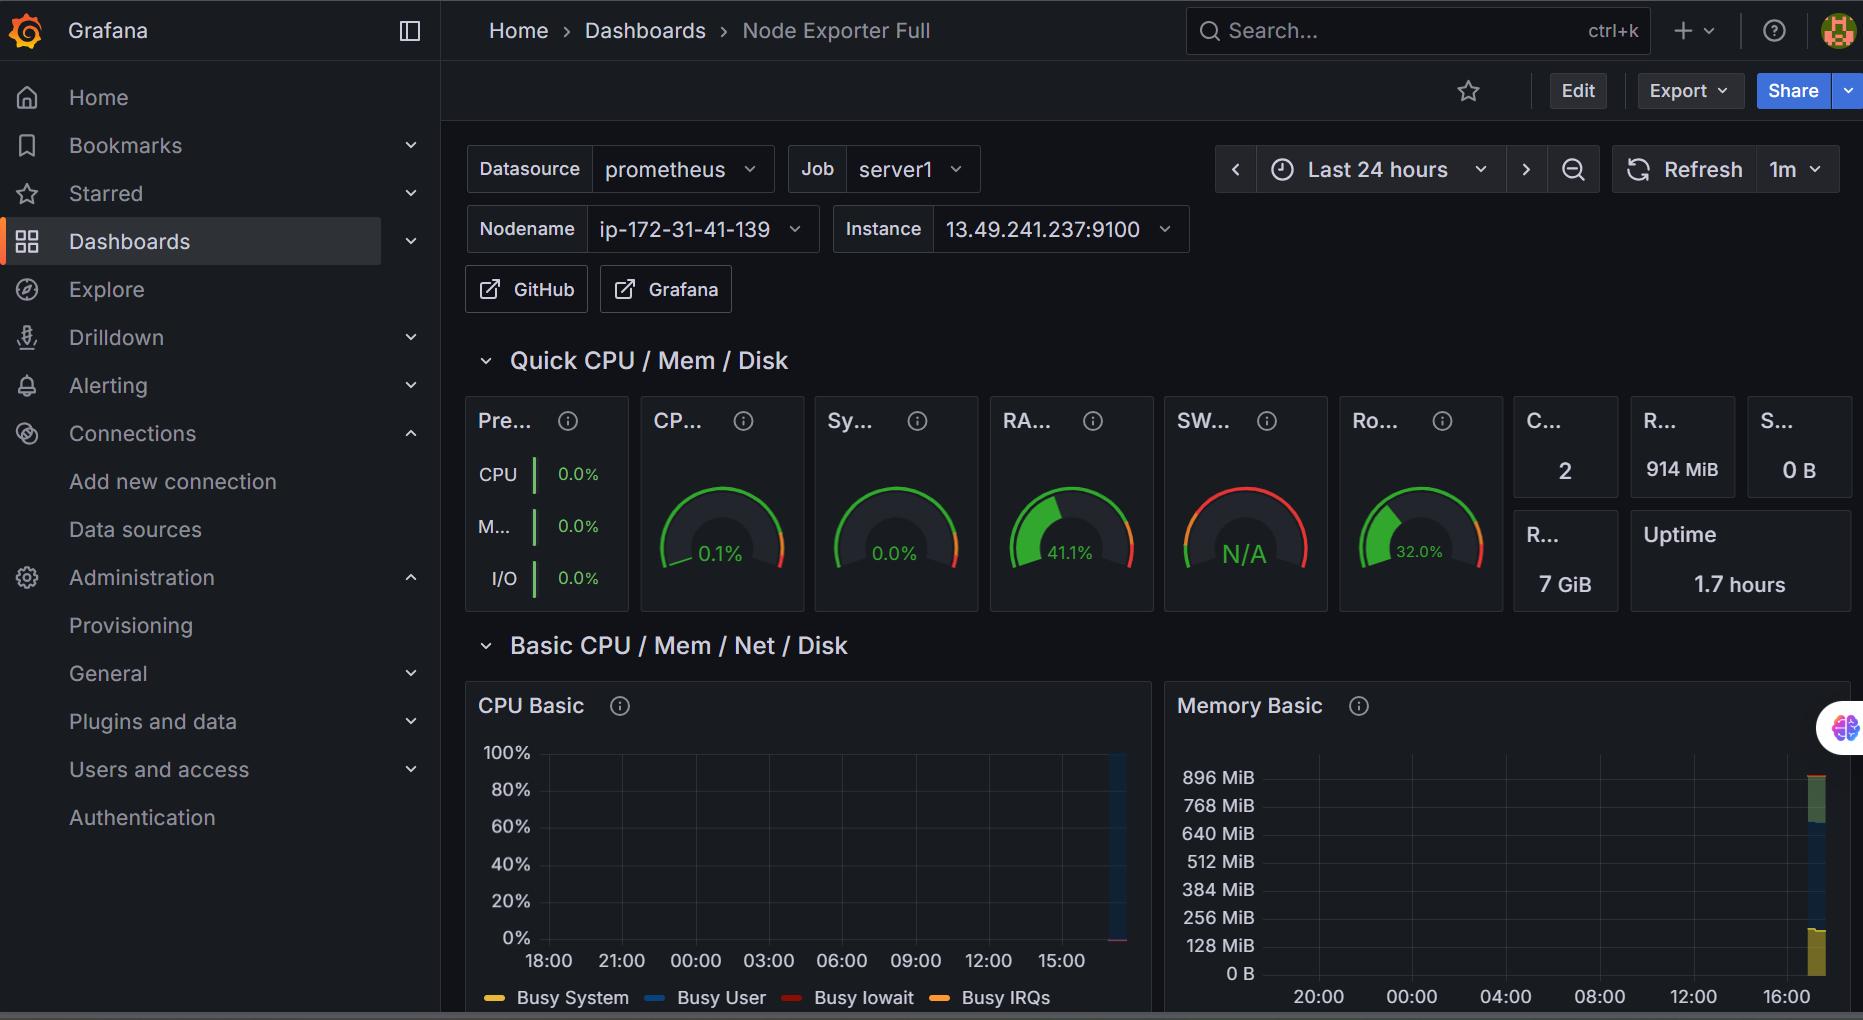 Grafana
Home › Dashboards › Node Exporter Full
Search... ctrl+k
Edit Export Share
Home
Bookmarks
Starred
Dashboards
Explore
Drilldown
Alerting
Connections
Add new connection
Data sources
Administration
Provisioning
General
Plugins and data
Users and access
Authentication
Datasource prometheus Job server1
Last 24 hours Refresh 1m
Nodename ip-172-31-41-139 Instance 13.49.241.237:9100
GitHub Grafana
Quick CPU / Mem / Disk
Pre...
CPU 0.0%
M... 0.0%
I/O 0.0%
CP...
0.1%
Sy...
0.0%
RA...
41.1%
SW...
N/A
Ro...
32.0%
C...
2
R...
914 MiB
S...
0 B
R...
7 GiB
Uptime
1.7 hours
Basic CPU / Mem / Net / Disk
CPU Basic
100%
80%
60%
40%
20%
0%
18:00 21:00 00:00 03:00 06:00 09:00 12:00 15:00
Busy System Busy User Busy Iowait Busy IRQs
Memory Basic
896 MiB
768 MiB
640 MiB
512 MiB
384 MiB
256 MiB
128 MiB
0 B
20:00 00:00 04:00 08:00 12:00 16:00